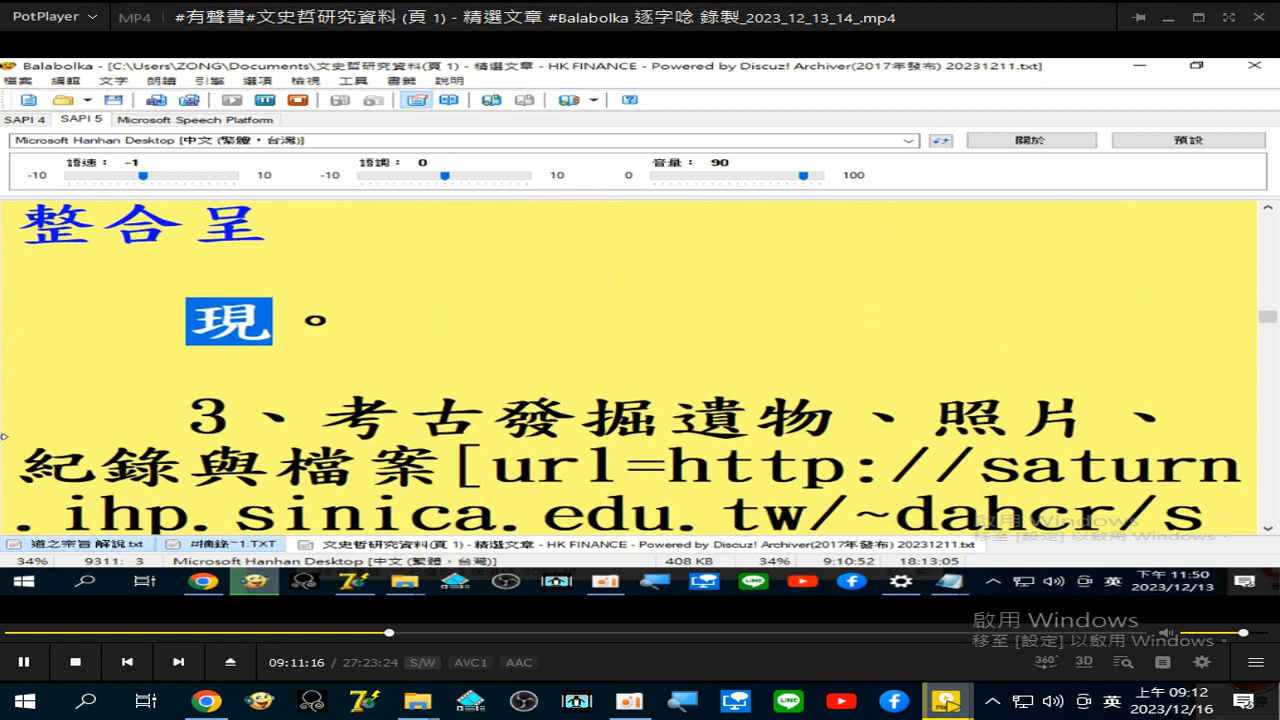 PotPlayer MP4 #有聲書#文史哲研究資料 (頁 1) - 精選文章 #Balabolka 逐字唸 錄製_2023_12_13_14_.mp4
Balabolka - [C:\Users\ZONG\Documents\文史哲研究資料(頁 1) - 精選文章 - HK FINANCE - Powered by Discuz! Archiver(2017年發布) 20231211.txt]
檔案 編輯 文字 朗讀 引擎 選項 檢視 工具 書籤 說明
SAPI 4 SAPI 5 Microsoft Speech Platform
Microsoft Hanhan Desktop [中文 (繁體，台灣)] 關於 預設
語速： -1 語調： 0 音量： 90
-10 10 -10 10 0 100
整合呈
現。
3、考古發掘遺物、照片、
紀錄與檔案[url=http://saturn
.ihp.sinica.edu.tw/~dahcr/s
啟用 Windows
移至 [設定] 以啟用 Windows。
道之宗旨 解說.txt #摘錄~1.TXT 文史哲研究資料(頁 1) - 精選文章 - HK FINANCE - Powered by Discuz! Archiver(2017年發布) 20231211.txt
34% 9311: 3 Microsoft Hanhan Desktop [中文 (繁體，台灣)] 408 KB 34% 9:10:52 18:13:05
英 下午 11:50
2023/12/13
啟用 Windows
移至 [設定] 以啟用 Windows。
09:11:16 / 27:23:24 S/W AVC1 AAC 360° 3D
英 上午 09:12
2023/12/16